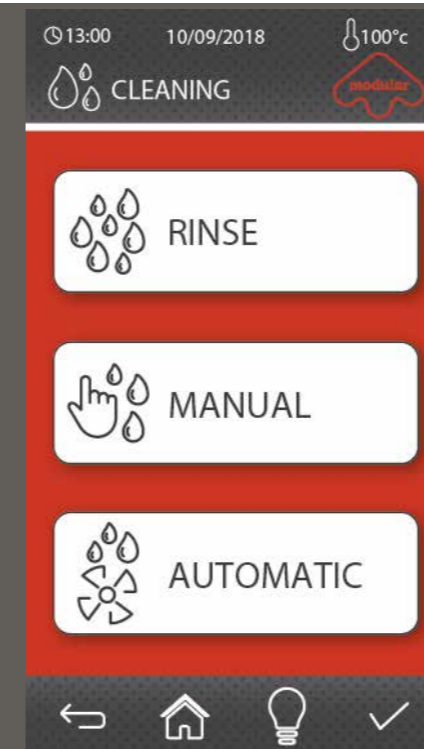 13:00 10/09/2018 100°c
CLEANING
modular
RINSE
MANUAL
AUTOMATIC